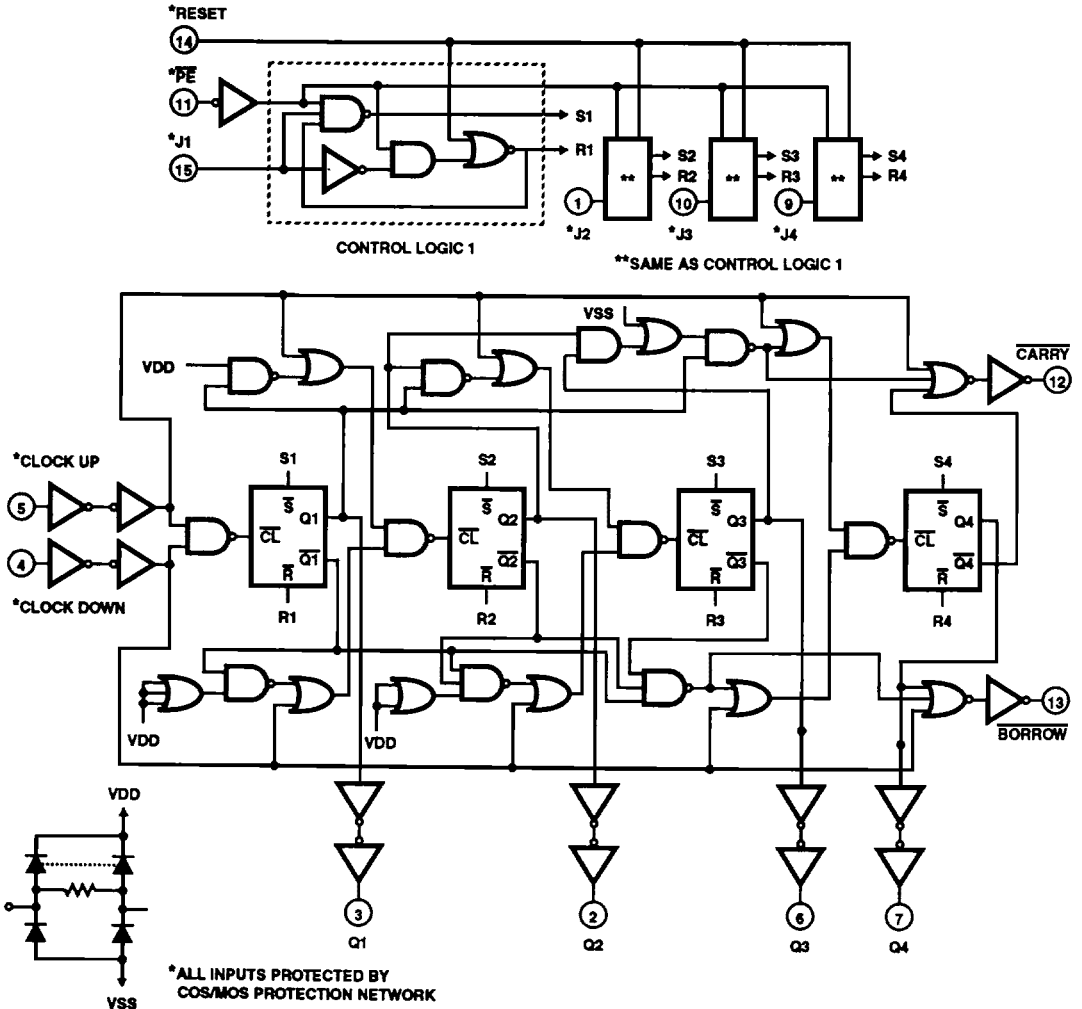 *RESET
14
*PE
11
*J1
15
S1
R1
S2
R2
S3
R3
S4
R4
**
**
**
1
10
9
*J2
*J3
*J4
CONTROL LOGIC 1
**SAME AS CONTROL LOGIC 1
VSS
VDD
CARRY
12
*CLOCK UP
5
4
*CLOCK DOWN
S1
S
Q1
CL
Q1
R
R1
S2
S
Q2
CL
Q2
R
R2
S3
S
Q3
CL
Q3
R
R3
S4
S
Q4
CL
Q4
R
R4
VDD
VDD
13
BORROW
VDD
VSS
3
Q1
2
Q2
6
Q3
7
Q4
*ALL INPUTS PROTECTED BY
COS/MOS PROTECTION NETWORK